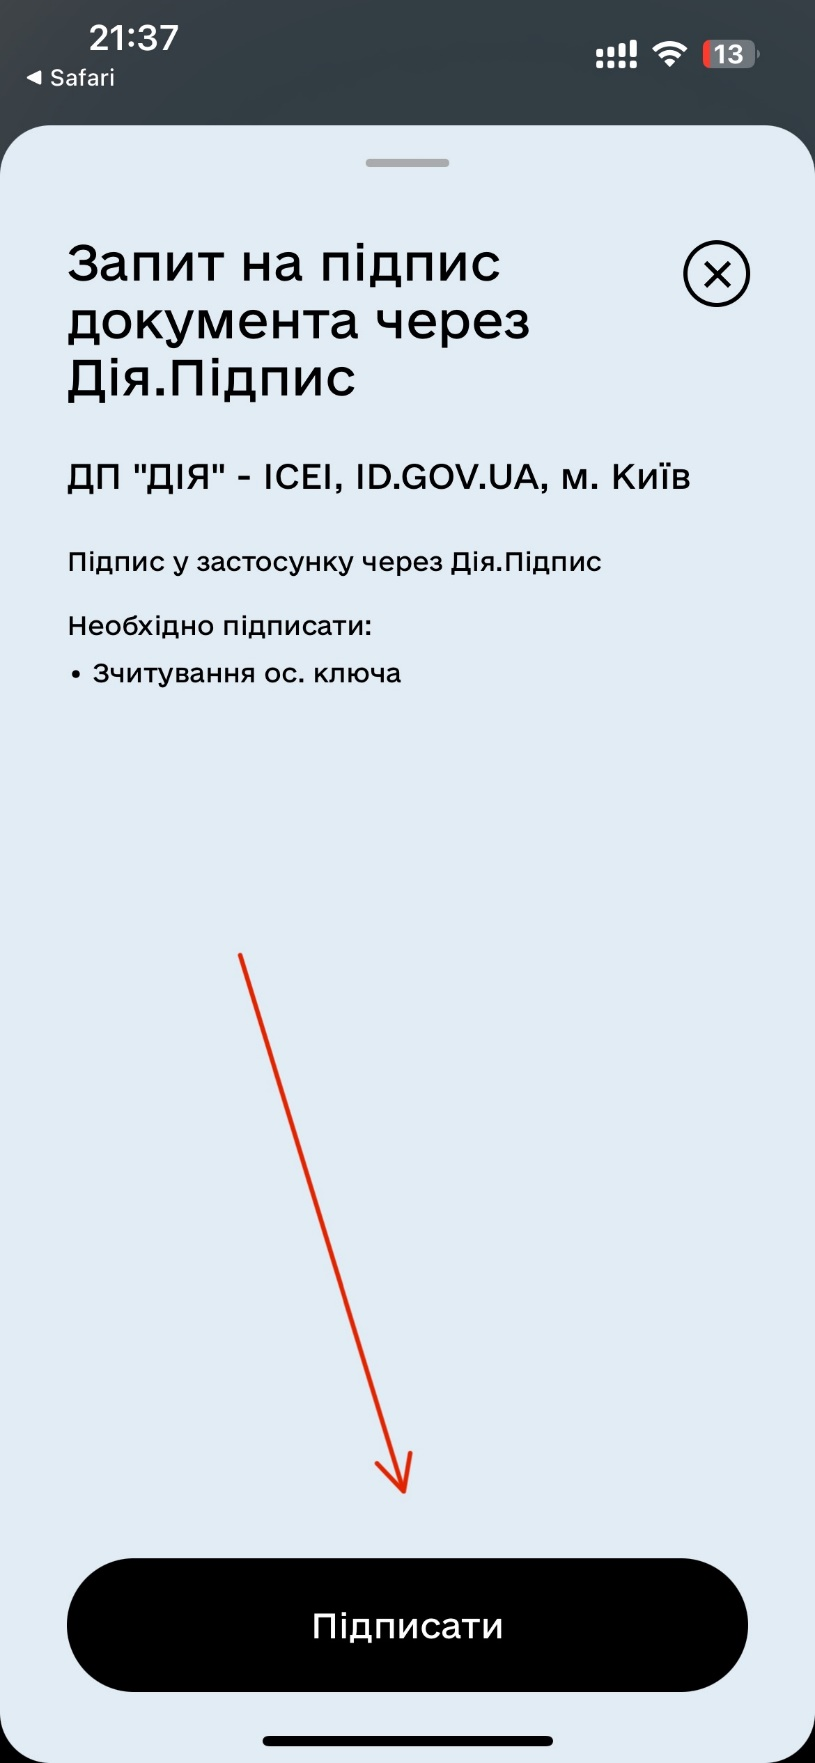 21:37
13
◀ Safari
Запит на підпис
документа через
Дія.Підпис
ДП "ДІЯ" - ІСЕІ, ID.GOV.UA, м. Київ
Підпис у застосунку через Дія.Підпис
Необхідно підписати:
• Зчитування ос. ключа
Підписати